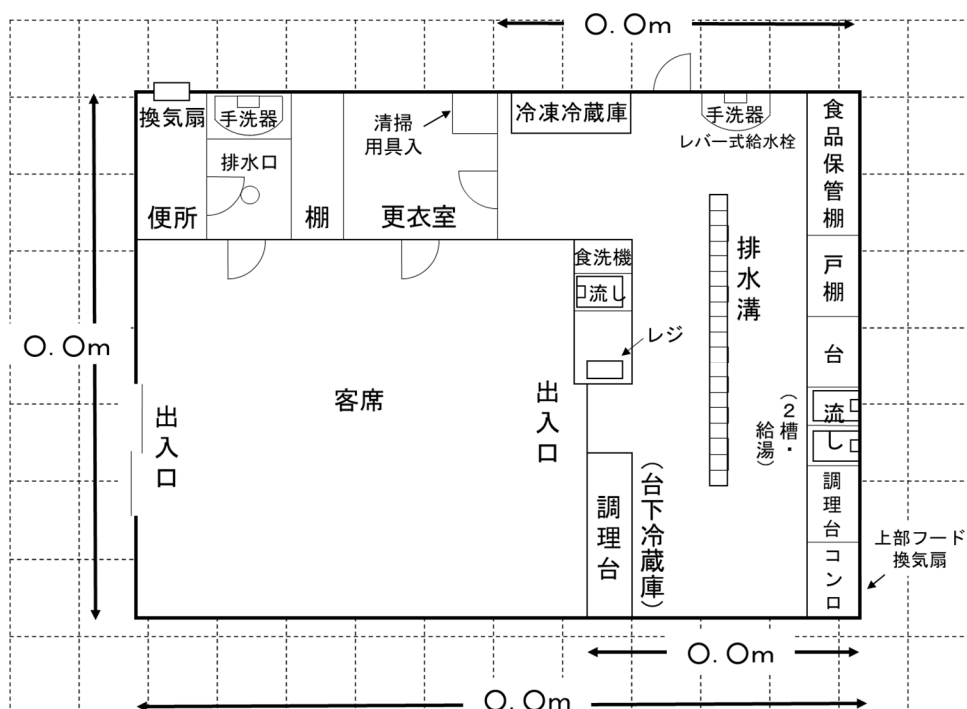 〇．〇m
換気扇
手洗器
清掃
用具入
冷凍冷蔵庫
手洗器
レバー式給水栓
食品保管棚
排水口
便所
棚
更衣室
食洗機
流し
レジ
排水溝
戸棚
台
〇．〇m
出入口
客席
出入口
（２槽・
給湯）
流し
調理台
（台下冷蔵庫）
調理台
コンロ
上部フード
換気扇
〇．〇m
〇．〇m